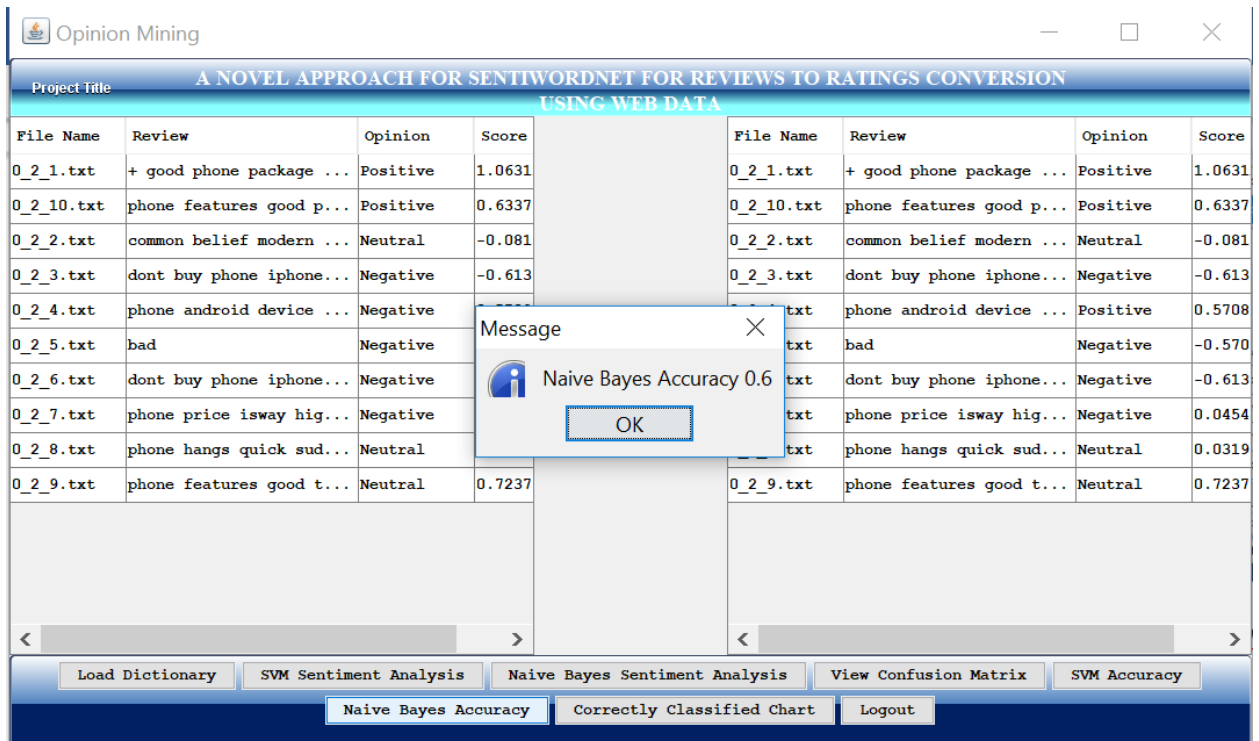 Opinion Mining
Project Title
A NOVEL APPROACH FOR SENTIWORDNET FOR REVIEWS TO RATINGS CONVERSION
USING WEB DATA
File Name Review Opinion Score
0_2_1.txt + good phone package ... Positive 1.0631
0_2_10.txt phone features good p... Positive 0.6337
0_2_2.txt common belief modern ... Neutral -0.081
0_2_3.txt dont buy phone iphone... Negative -0.613
0_2_4.txt phone android device ... Negative
0_2_5.txt bad Negative
0_2_6.txt dont buy phone iphone... Negative
0_2_7.txt phone price isway hig... Negative
0_2_8.txt phone hangs quick sud... Neutral
0_2_9.txt phone features good t... Neutral 0.7237
Message
Naive Bayes Accuracy 0.6
OK
File Name Review Opinion Score
0_2_1.txt + good phone package ... Positive 1.0631
0_2_10.txt phone features good p... Positive 0.6337
0_2_2.txt common belief modern ... Neutral -0.081
0_2_3.txt dont buy phone iphone... Negative -0.613
txt phone android device ... Positive 0.5708
txt bad Negative -0.570
txt dont buy phone iphone... Negative -0.613
txt phone price isway hig... Negative 0.0454
txt phone hangs quick sud... Neutral 0.0319
0_2_9.txt phone features good t... Neutral 0.7237
Load Dictionary SVM Sentiment Analysis Naive Bayes Sentiment Analysis View Confusion Matrix SVM Accuracy
Naive Bayes Accuracy Correctly Classified Chart Logout